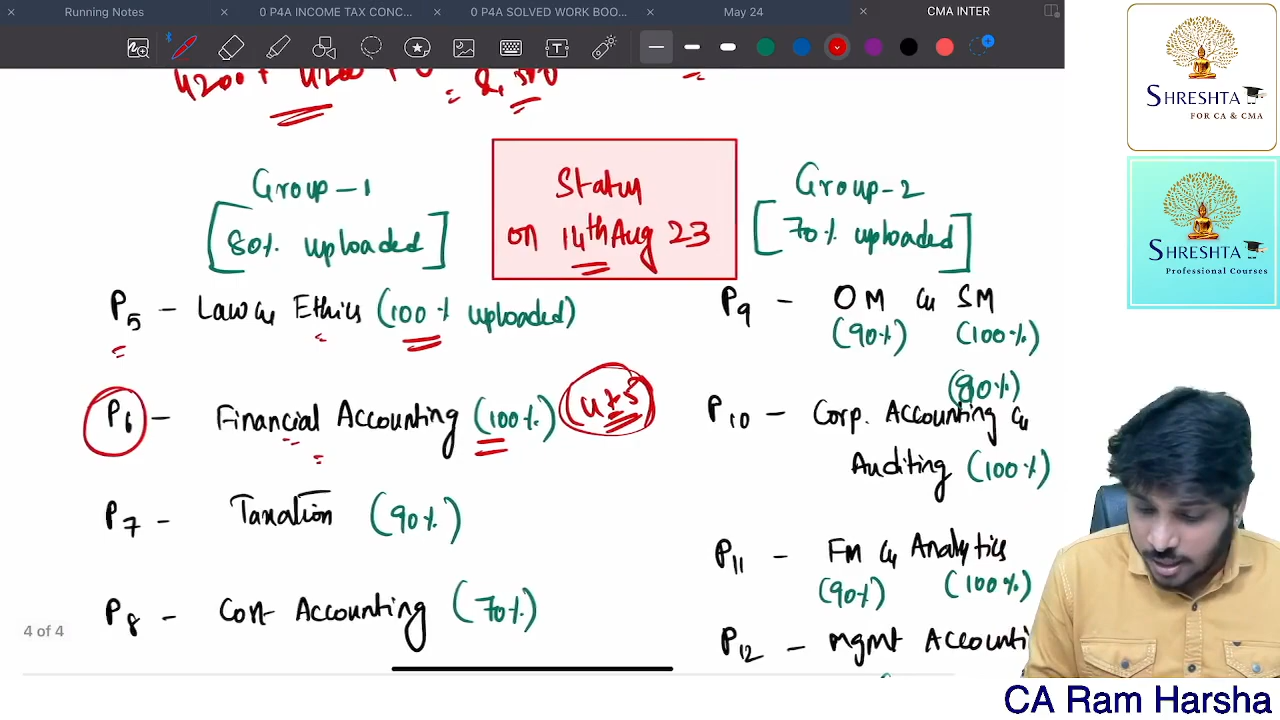 Running Notes
0 P4A INCOME TAX CONC...
0 P4A SOLVED WORK BOO...
May 24
CMA INTER
SHRESHTA
FOR CA & CMA
SHRESHTA
Professional Courses
Group-1
[80% uploaded]
Status
on 14th Aug 23
Group-2
[70% uploaded]
P5 - Law & Ethics (100% uploaded)
P6 - Financial Accounting (100%)
P7 - Taxation (90%)
P8 - Cost Accounting (70%)
P9 - OM & SM
(90%) (100%)
(80%)
P10 - Corp. Accounting &
Auditing (100%)
P11 - FM & Analytics
(90%) (100%)
P12 - Mgmt Accounti
4 of 4
CA Ram Harsha